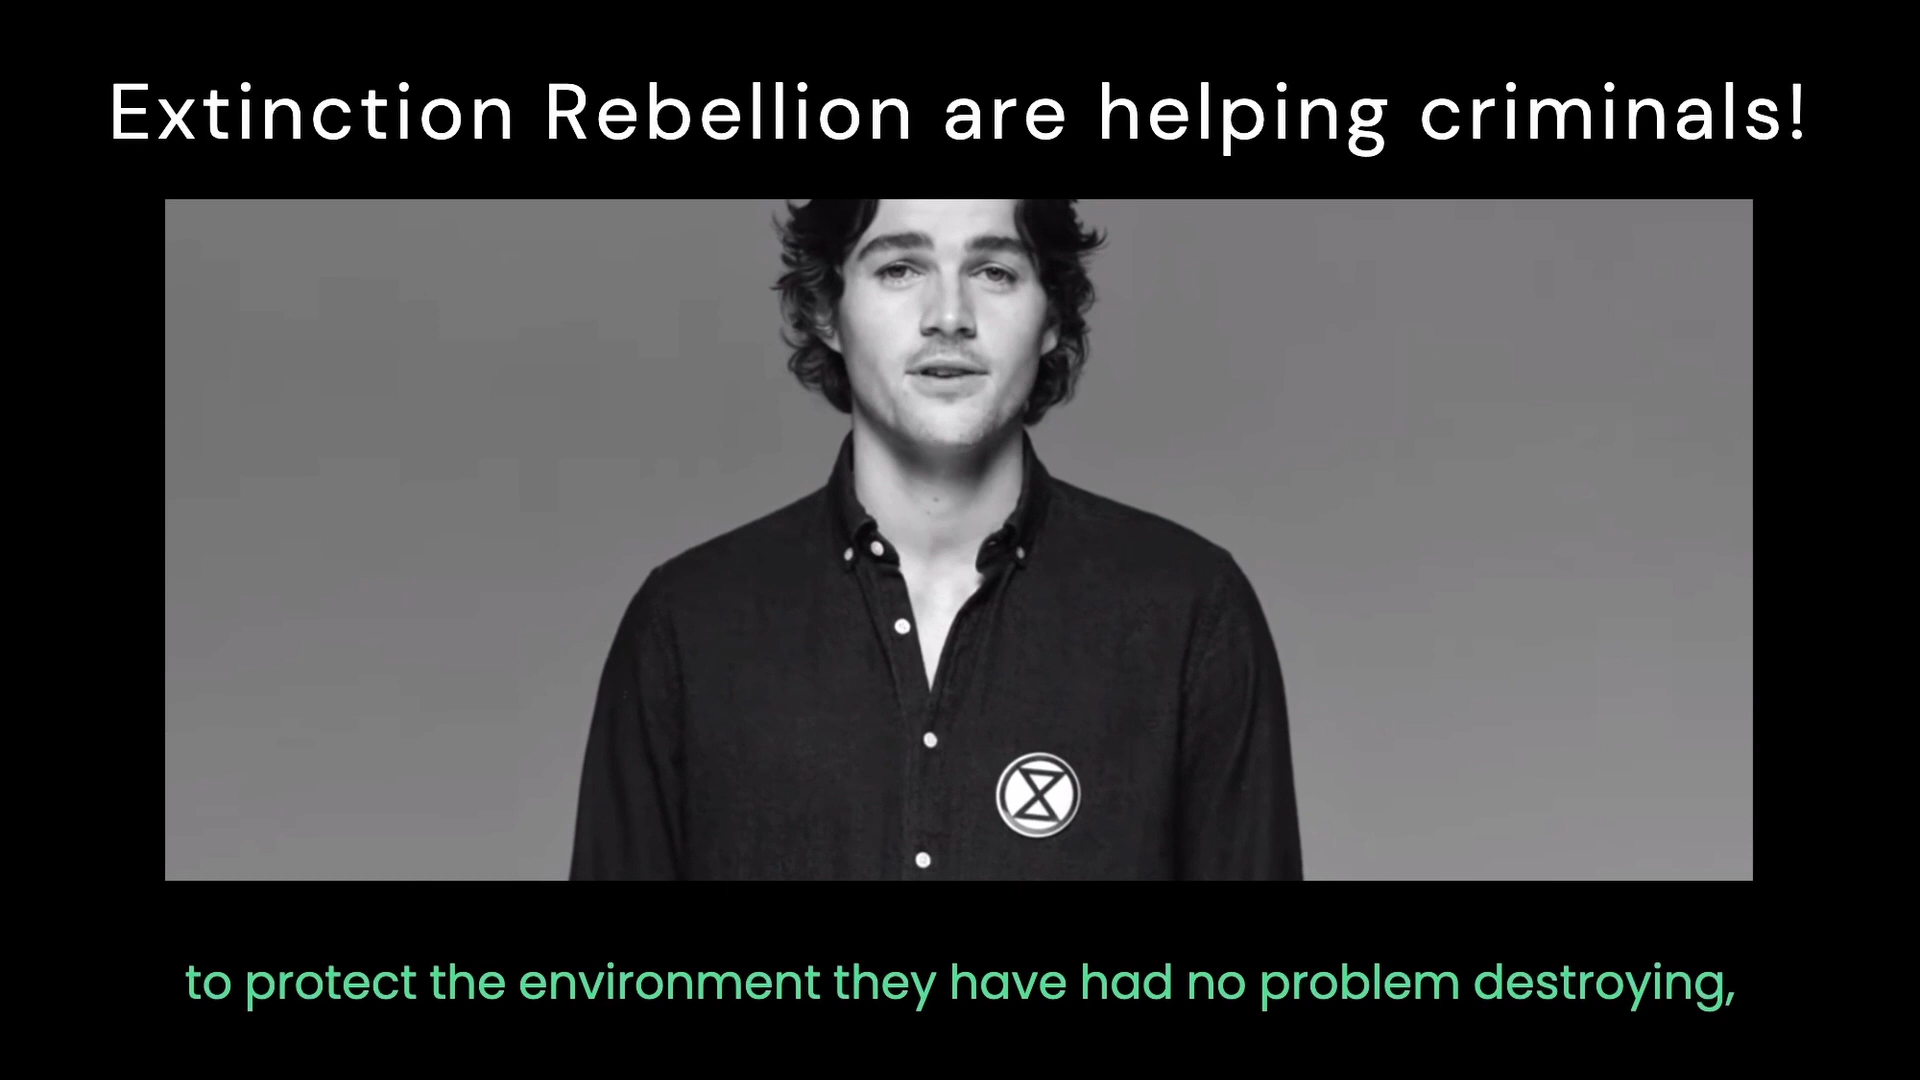 Extinction Rebellion are helping criminals!
to protect the environment they have had no problem destroying,